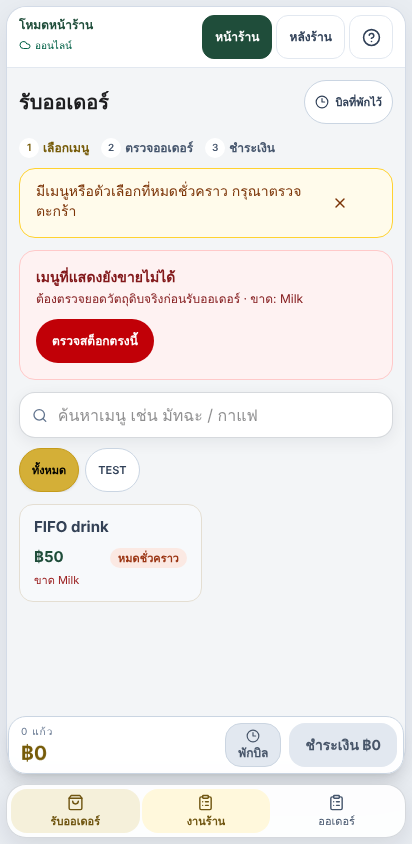 โหมดหน้าร้าน
ออนไลน์
หน้าร้าน
หลังร้าน
รับออเดอร์
บิลที่พักไว้
1 เลือกเมนู 2 ตรวจออเดอร์ 3 ชำระเงิน
มีเมนูหรือตัวเลือกที่หมดชั่วคราว กรุณาตรวจ
ตะกร้า
เมนูที่แสดงยังขายไม่ได้
ต้องตรวจยอดวัตถุดิบจริงก่อนรับออเดอร์ · ขาด: Milk
ตรวจสต็อกตรงนี้
ค้นหาเมนู เช่น มัทฉะ / กาแฟ
ทั้งหมด
TEST
FIFO drink
฿50
หมดชั่วคราว
ขาด Milk
0 แก้ว
฿0
พักบิล
ชำระเงิน ฿0
รับออเดอร์
งานร้าน
ออเดอร์